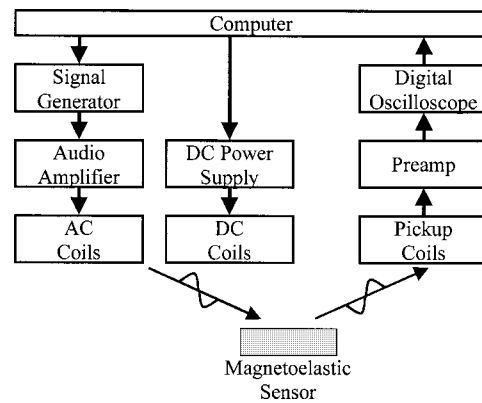 Computer
Signal
Generator
Digital
Oscilloscope
Audio
Amplifier
DC Power
Supply
Preamp
AC
Coils
DC
Coils
Pickup
Coils
Magnetoelastic
Sensor